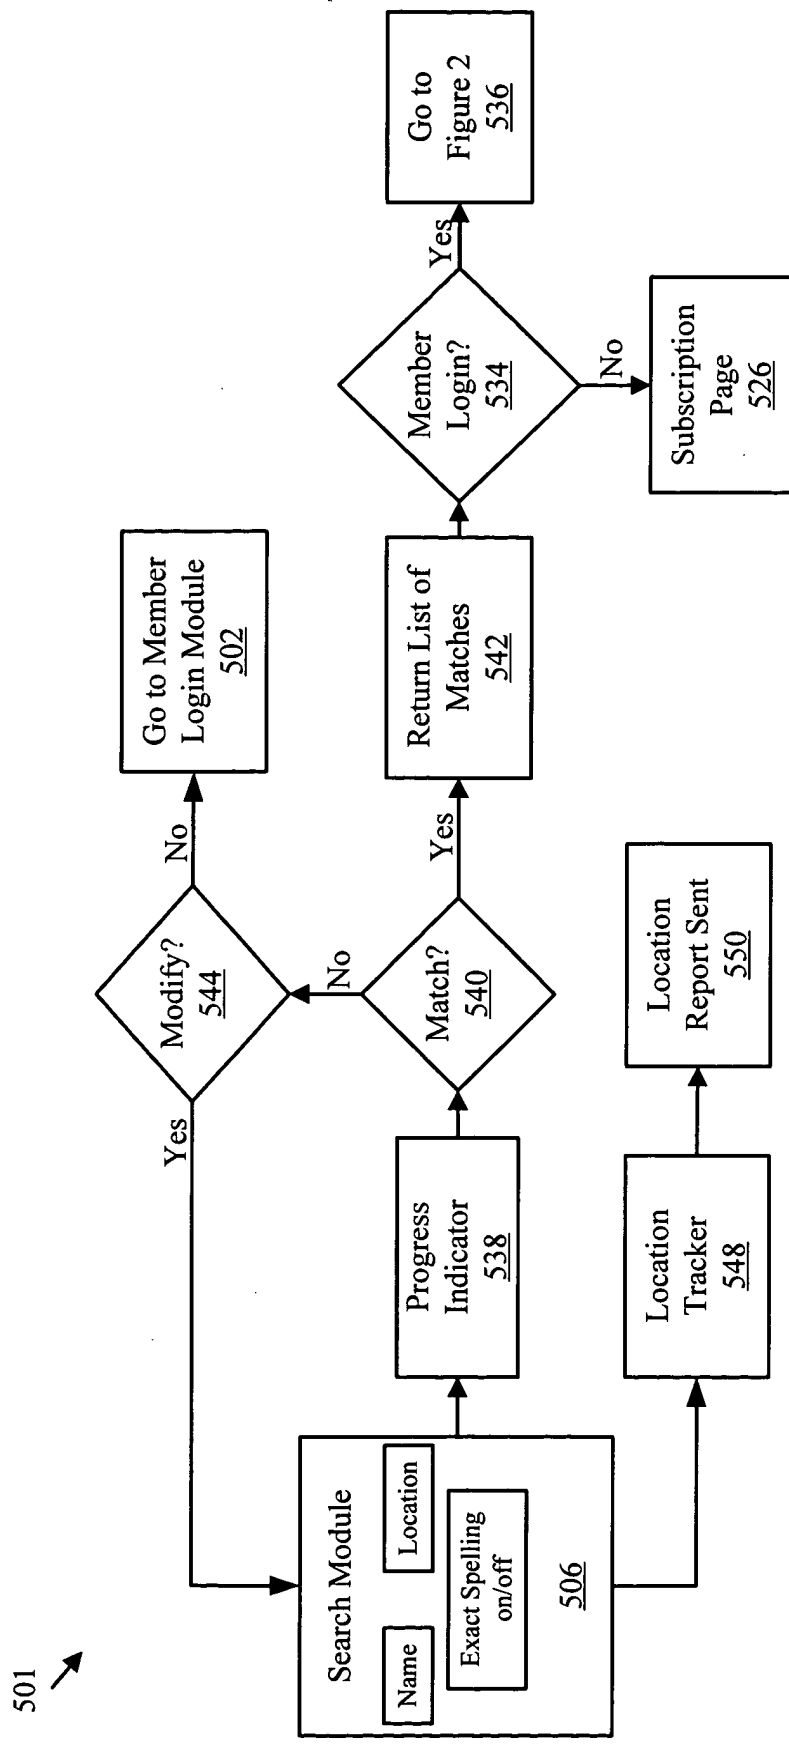 501
Search Module
Name
Location
Exact Spelling
on/off
506
Progress
Indicator
538
Match?
540
No
Yes
Modify?
544
Yes
No
Go to Member
Login Module
502
Return List of
Matches
542
Member
Login?
534
Yes
No
Go to
Figure 2
536
Subscription
Page
526
Location
Tracker
548
Location
Report Sent
550